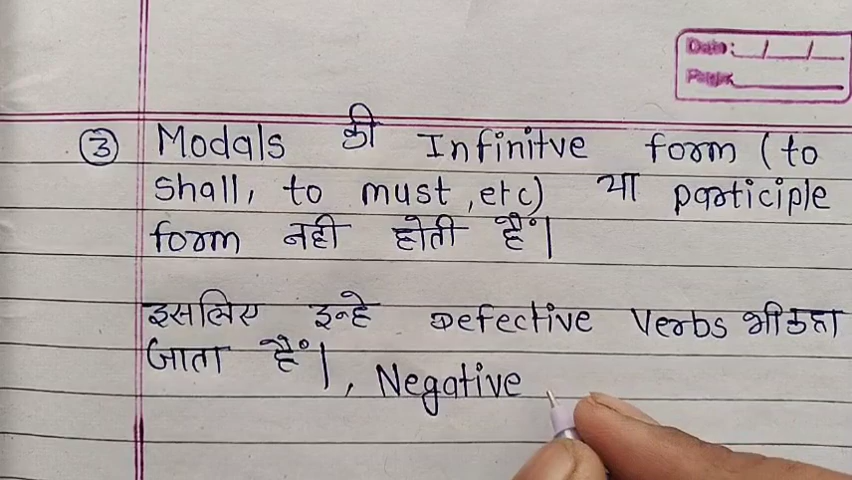 Date: / /
Page
③ Modals की Infinitve form (to
shall, to must, etc) या participle
form नही होती हैं।
इसलिए इन्हे Defective Verbs भी कहा
जाता हैं। , Negative